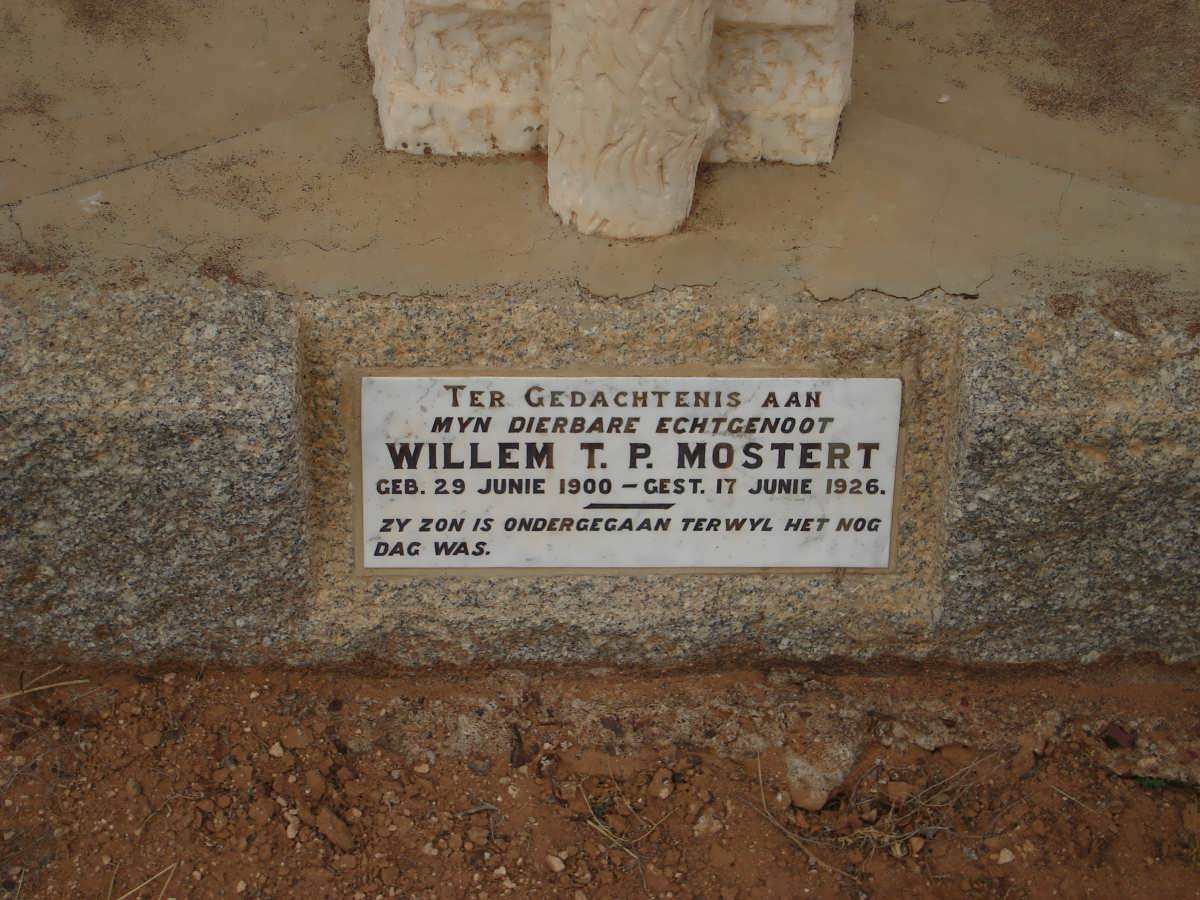 TER GEDACHTENIS AAN
MYN DIERBARE ECHTGENOOT
WILLEM T. P. MOSTERT
GEB. 29 JUNIE 1900 – GEST. 17 JUNIE 1926.
ZY ZON IS ONDERGEGAAN TERWYL HET NOG
DAG WAS.